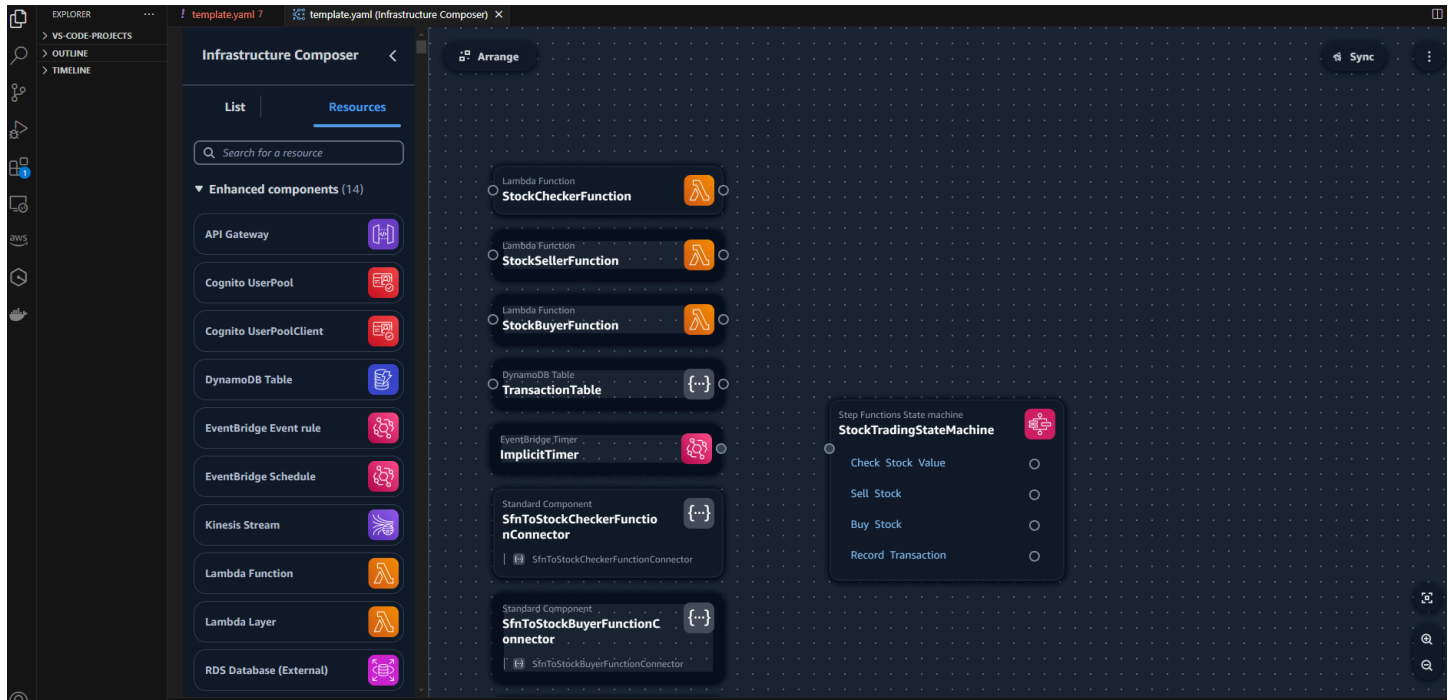 EXPLORER
···
! template.yaml 7
template.yaml (Infrastructure Composer) ×
> VS-CODE-PROJECTS
> OUTLINE
> TIMELINE
1
aws
Infrastructure Composer
List
Resources
Search for a resource
Enhanced components (14)
API Gateway
Cognito UserPool
Cognito UserPoolClient
DynamoDB Table
EventBridge Event rule
EventBridge Schedule
Kinesis Stream
Lambda Function
Lambda Layer
RDS Database (External)
Arrange
Sync
Lambda Function
StockCheckerFunction
Lambda Function
StockSellerFunction
Lambda Function
StockBuyerFunction
DynamoDB Table
TransactionTable
{···}
EventBridge Timer
ImplicitTimer
Standard Component
SfnToStockCheckerFunctio
nConnector
{···}
SfnToStockCheckerFunctionConnector
Standard Component
SfnToStockBuyerFunctionC
onnector
{···}
SfnToStockBuyerFunctionConnector
Step Functions State machine
StockTradingStateMachine
Check Stock Value
Sell Stock
Buy Stock
Record Transaction